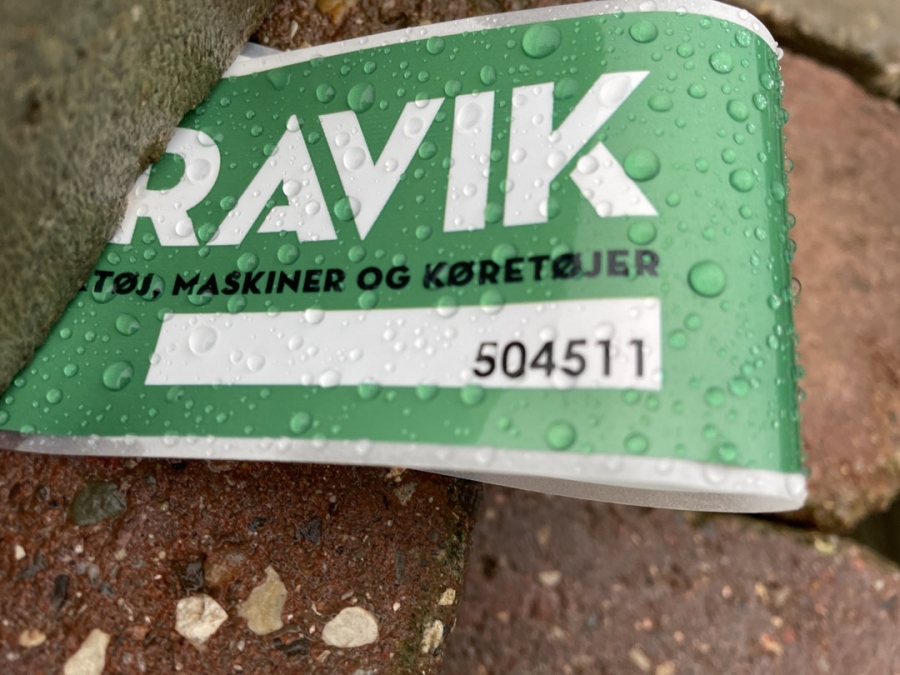 RAVIK
TØJ, MASKINER OG KØRETØJER
504511